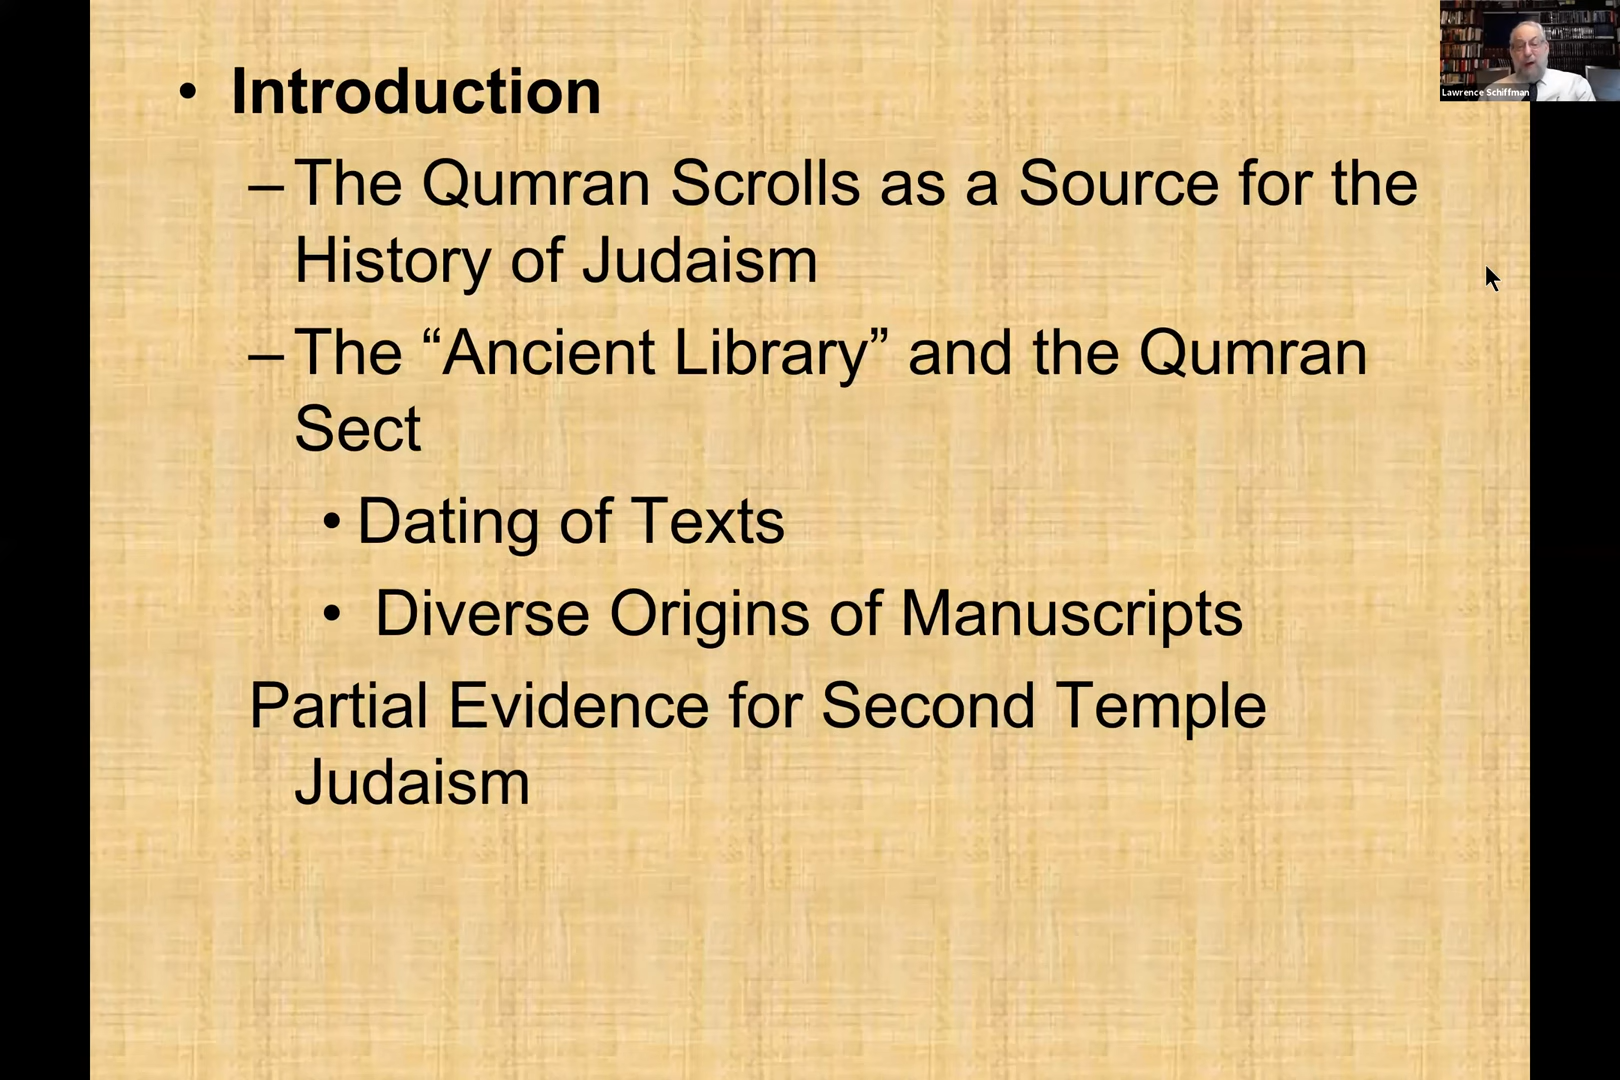 • Introduction
– The Qumran Scrolls as a Source for the
History of Judaism
– The “Ancient Library” and the Qumran
Sect
• Dating of Texts
• Diverse Origins of Manuscripts
Partial Evidence for Second Temple
Judaism
Lawrence Schiffman